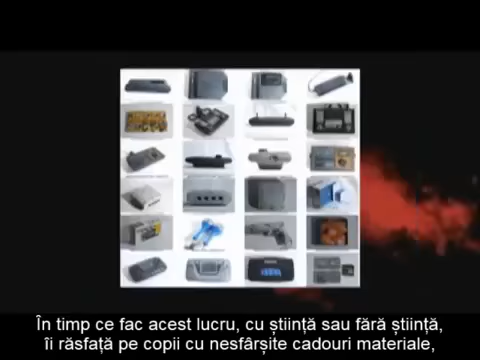 În timp ce fac acest lucru, cu știință sau fără știință,
îi răsfață pe copii cu nesfârșite cadouri materiale,